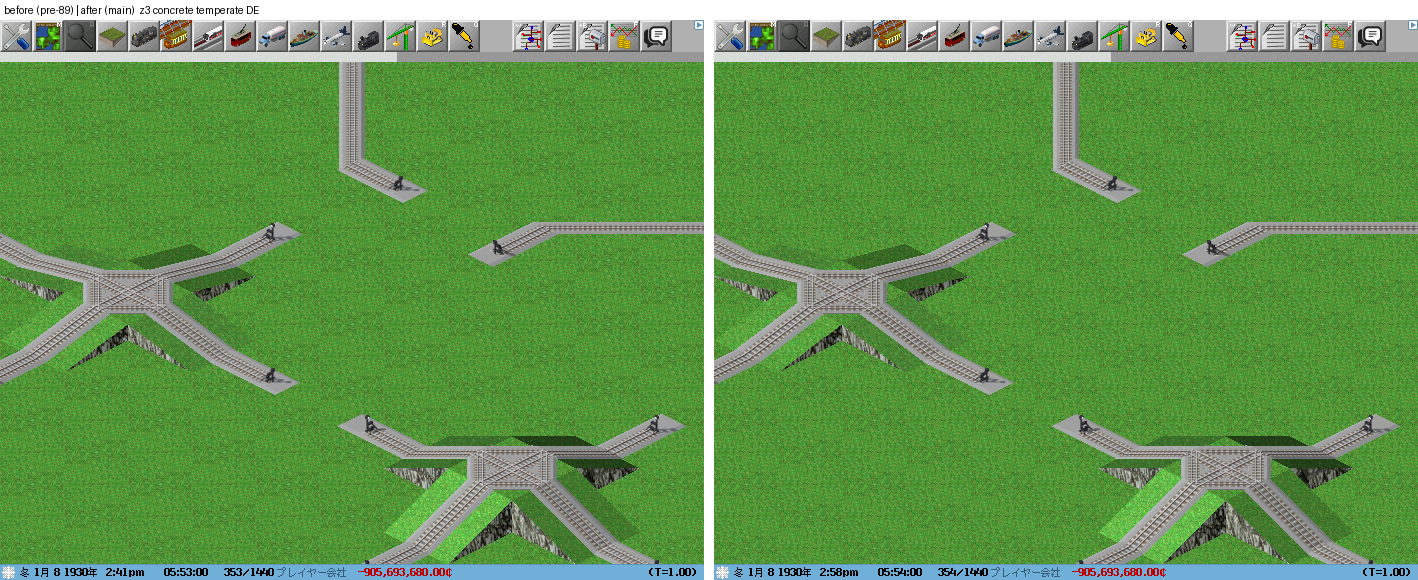 before (pre-89) | after (main) z3 concrete temperate DE
冬 1月 8 1930年 2:41pm 05:53:00 353/1440 プレイヤー会社 -905,693,680.00¢ (T=1.00)
冬 1月 8 1930年 2:58pm 05:54:00 354/1440 プレイヤー会社 -905,693,680.00¢ (T=1.00)